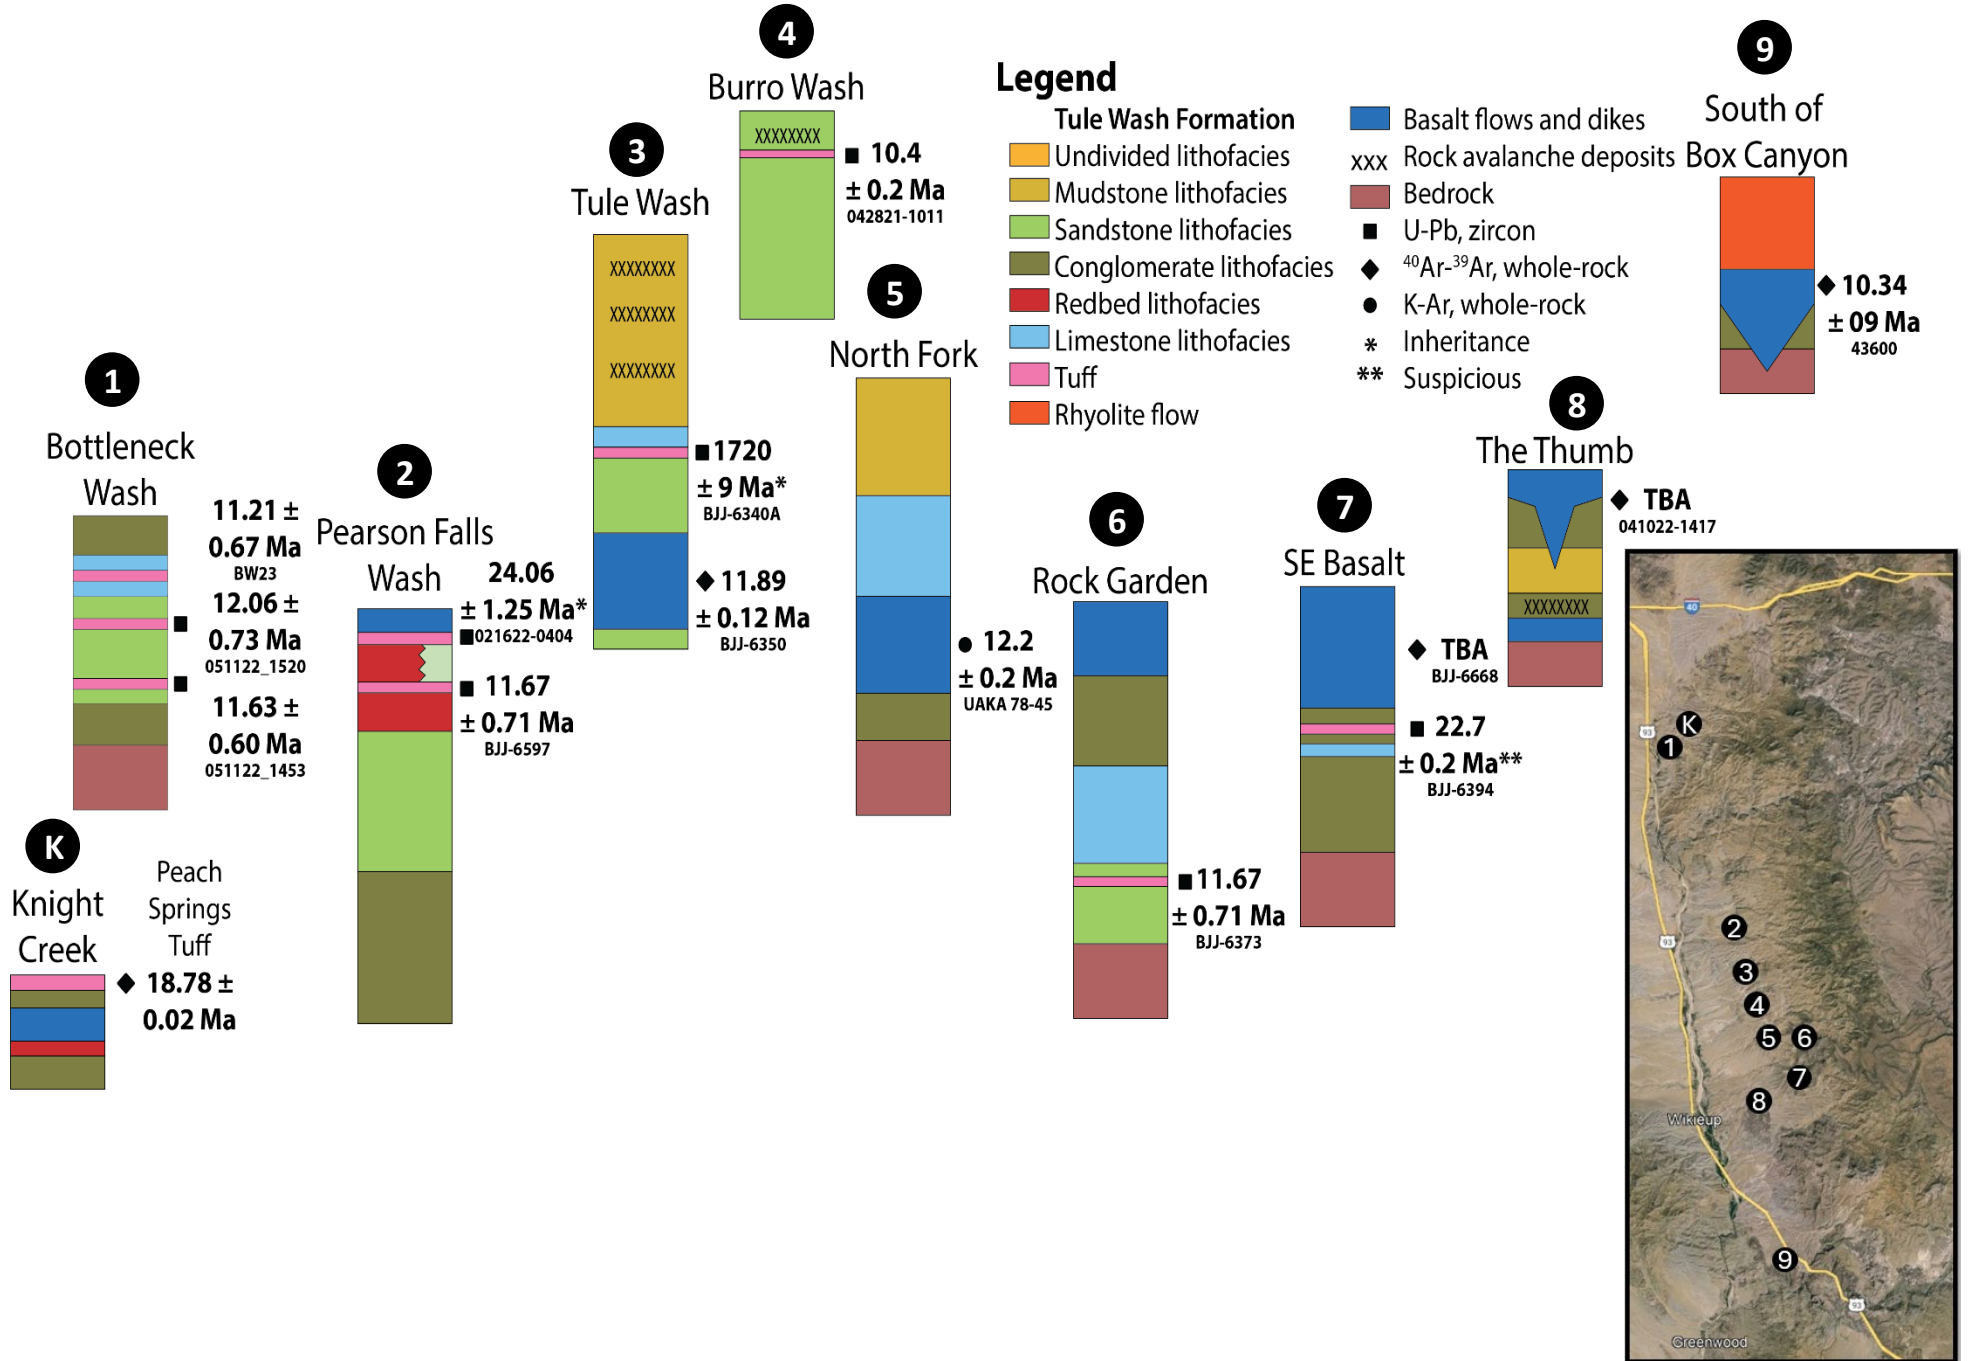 1
Bottleneck
Wash
11.21 ±
0.67 Ma
BW23
12.06 ±
0.73 Ma
051122_1520
11.63 ±
0.60 Ma
051122_1453
K
Knight
Creek
Peach
Springs
Tuff
18.78 ±
0.02 Ma
2
Pearson Falls
Wash
24.06
± 1.25 Ma*
021622-0404
11.67
± 0.71 Ma
BJJ-6597
3
Tule Wash
XXXXXXXX
XXXXXXXX
XXXXXXXX
1720
± 9 Ma*
BJJ-6340A
11.89
± 0.12 Ma
BJJ-6350
4
Burro Wash
XXXXXXXX
10.4
± 0.2 Ma
042821-1011
5
North Fork
12.2
± 0.2 Ma
UAKA 78-45
Legend
Tule Wash Formation
Undivided lithofacies
Mudstone lithofacies
Sandstone lithofacies
Conglomerate lithofacies
Redbed lithofacies
Limestone lithofacies
Tuff
Rhyolite flow
Basalt flows and dikes
xxx Rock avalanche deposits
Bedrock
U-Pb, zircon
40Ar-39Ar, whole-rock
K-Ar, whole-rock
* Inheritance
** Suspicious
6
Rock Garden
11.67
± 0.71 Ma
BJJ-6373
7
SE Basalt
TBA
BJJ-6668
22.7
± 0.2 Ma**
BJJ-6394
8
The Thumb
XXXXXXXX
TBA
041022-1417
9
South of
Box Canyon
10.34
± 09 Ma
43600
40
93
K
1
2
93
3
4
5 6
7
8
Wikieup
9
93
Greenwood